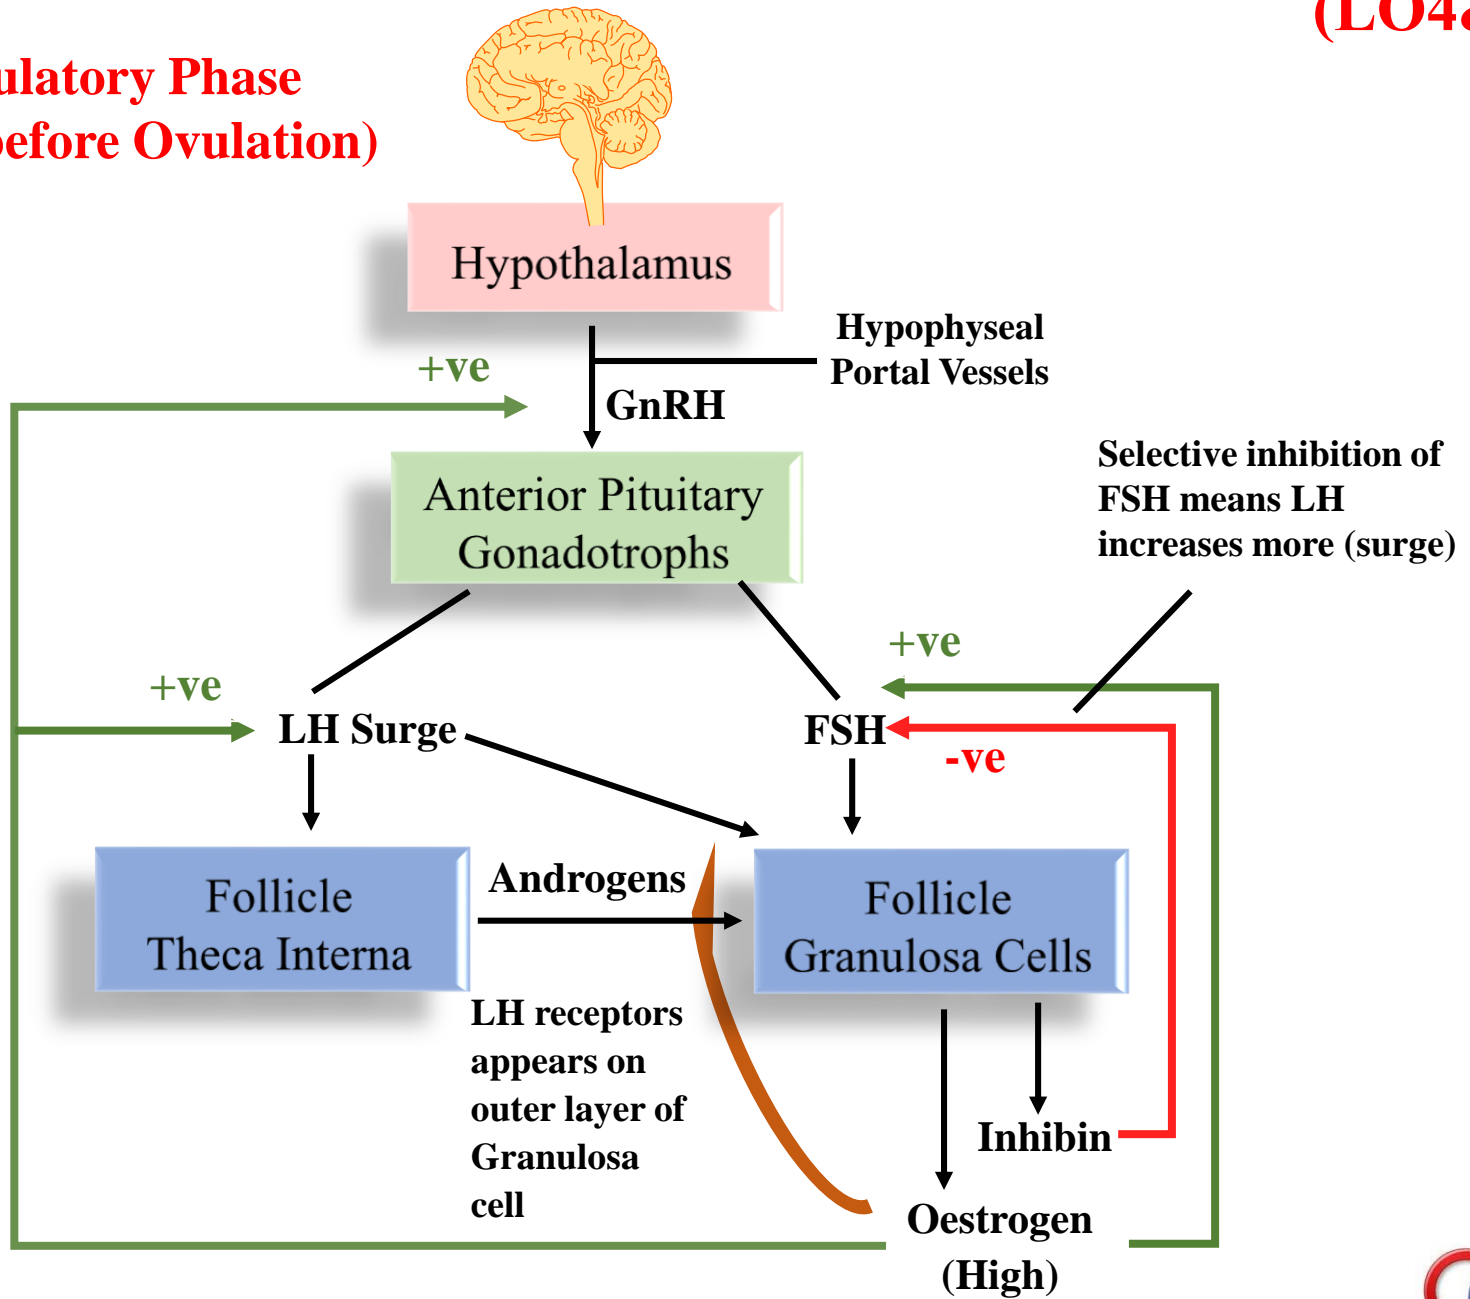 (LO4
ulatory Phase
before Ovulation)
Hypothalamus
Hypophyseal
Portal Vessels
+ve
GnRH
Anterior Pituitary
Gonadotrophs
Selective inhibition of
FSH means LH
increases more (surge)
+ve
+ve
LH Surge
FSH
-ve
Follicle
Theca Interna
Androgens
Follicle
Granulosa Cells
LH receptors
appears on
outer layer of
Granulosa
cell
Inhibin
Oestrogen
(High)